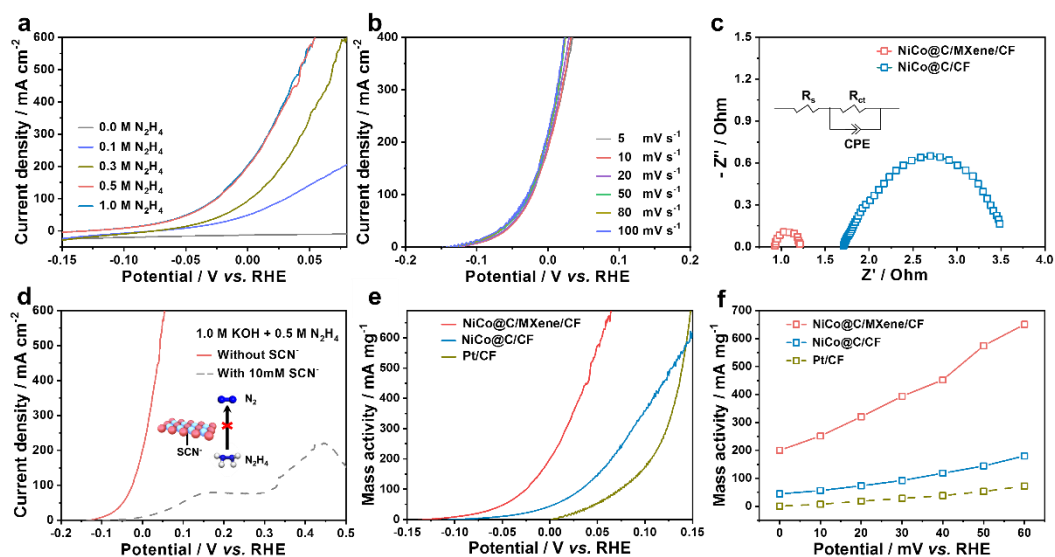 a
Current density / mA cm⁻²
600
500
400
300
200
100
0
0.0 M N₂H₄
0.1 M N₂H₄
0.3 M N₂H₄
0.5 M N₂H₄
1.0 M N₂H₄
-0.15 -0.10 -0.05 0.00 0.05
Potential / V vs. RHE
b
Current density / mA cm⁻²
400
300
200
100
0
5 mV s⁻¹
10 mV s⁻¹
20 mV s⁻¹
50 mV s⁻¹
80 mV s⁻¹
100 mV s⁻¹
-0.2 -0.1 0.0 0.1 0.2
Potential / V vs. RHE
c
- Z'' / Ohm
1.5
1.2
0.9
0.6
0.3
0.0
NiCo@C/MXene/CF
NiCo@C/CF
Rs Rct
CPE
1.0 1.5 2.0 2.5 3.0 3.5 4.0
Z' / Ohm
d
Current density / mA cm⁻²
600
500
400
300
200
100
0
1.0 M KOH + 0.5 M N₂H₄
Without SCN⁻
With 10mM SCN⁻
N₂
SCN⁻
N₂H₄
-0.2 -0.1 0.0 0.1 0.2 0.3 0.4 0.5
Potential / V vs. RHE
e
Mass activity / mA mg⁻¹
600
500
400
300
200
100
0
NiCo@C/MXene/CF
NiCo@C/CF
Pt/CF
-0.15 -0.10 -0.05 0.00 0.05 0.10 0.15
Potential / V vs. RHE
f
Mass activity / mA mg⁻¹
700
600
500
400
300
200
100
0
NiCo@C/MXene/CF
NiCo@C/CF
Pt/CF
0 10 20 30 40 50 60
Potential / mV vs. RHE